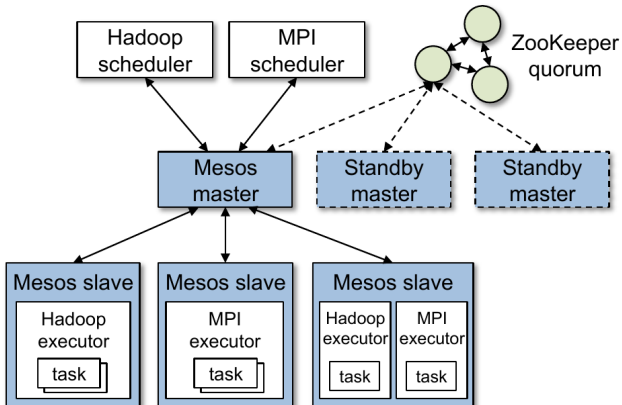 Hadoop
scheduler
MPI
scheduler
ZooKeeper
quorum
Mesos
master
Standby
master
Standby
master
Mesos slave
Hadoop
executor
task
Mesos slave
MPI
executor
task
Mesos slave
Hadoop
executor
task
MPI
executor
task